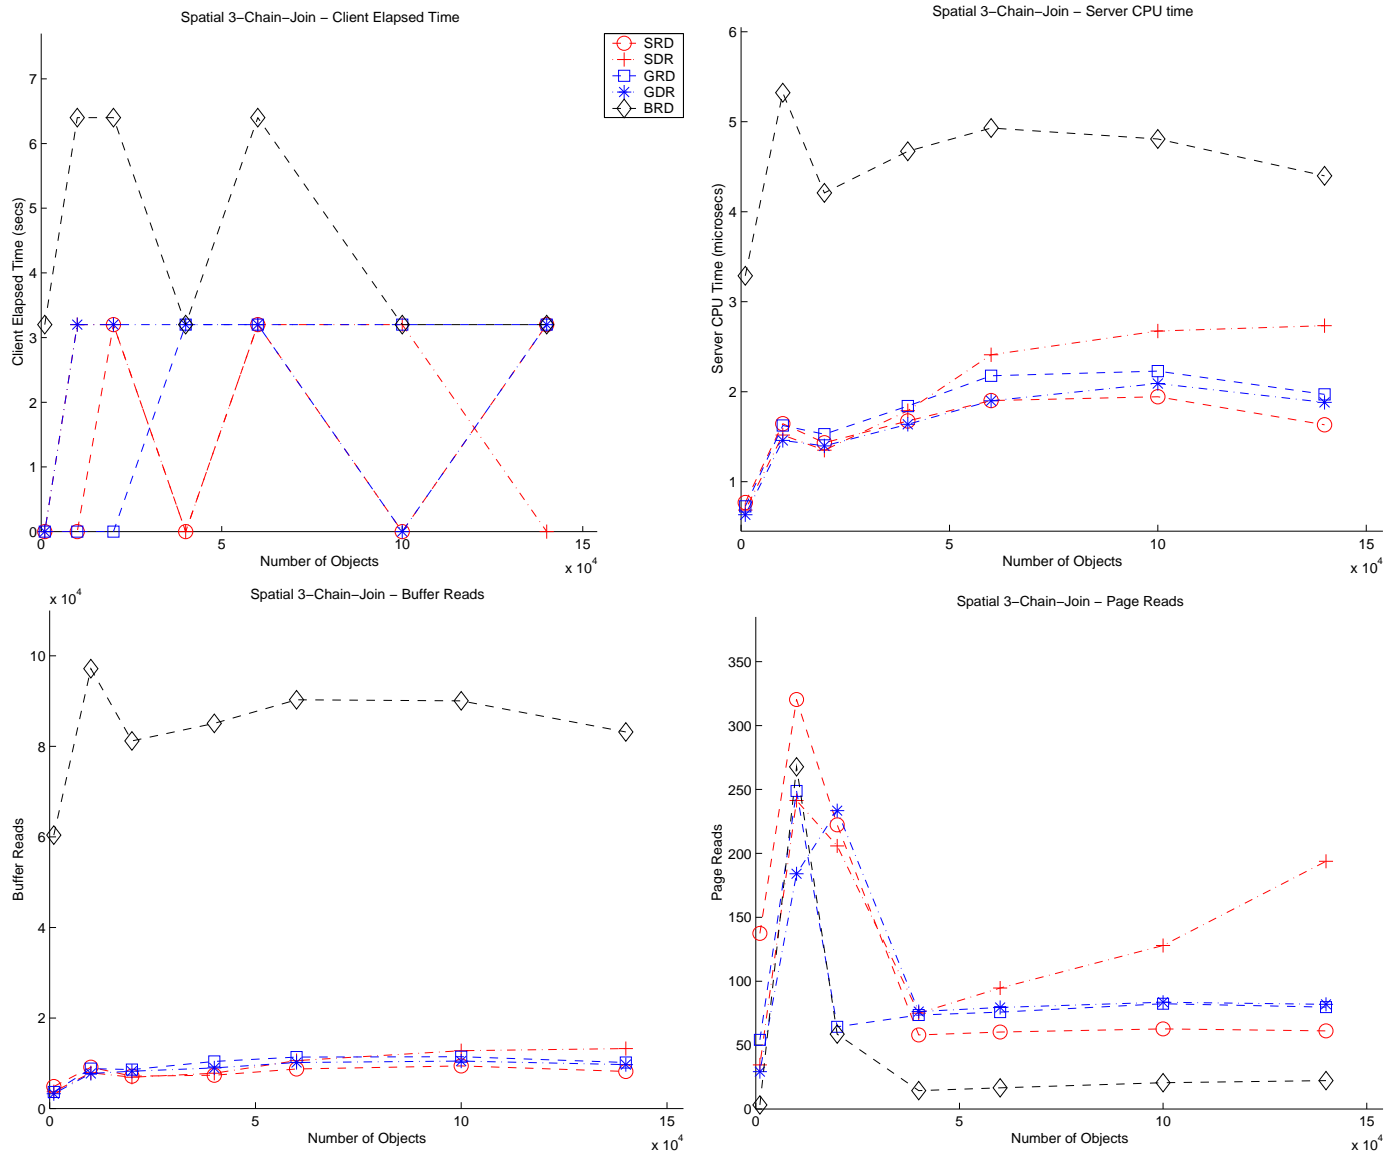 Spatial 3−Chain−Join − Client Elapsed Time
7
6
5
4
3
2
1
0
Client Elapsed Time (secs)
0
5
10
15
x 10^4
Number of Objects
SRD
SDR
GRD
GDR
BRD
Spatial 3−Chain−Join − Server CPU time
6
5
4
3
2
1
Server CPU Time (microsecs)
0
5
10
15
x 10^4
Number of Objects
Spatial 3−Chain−Join − Buffer Reads
x 10^4
10
8
6
4
2
0
Buffer Reads
0
5
10
15
x 10^4
Number of Objects
Spatial 3−Chain−Join − Page Reads
350
300
250
200
150
100
50
0
Page Reads
0
5
10
15
x 10^4
Number of Objects